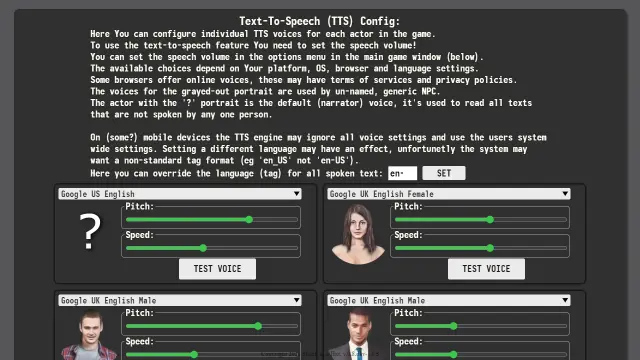 Text-To-Speech (TTS) Config:
Here You can configure individual TTS voices for each actor in the game.
To use the text-to-speech feature You need to set the speech volume!
You can set the speech volume in the options menu in the main game window (below).
The available choices depend on Your platform, OS, browser and language settings.
Some browsers offer online voices, these may have terms of services and privacy policies.
The voices for the grayed-out portrait are used by un-named, generic NPC.
The actor with the '?' portrait is the default (narrator) voice, it's used to read all texts
that are not spoken by any one person.
On (some?) mobile devices the TTS engine may ignore all voice settings and use the users system
wide settings. Setting a different language may have an effect, unfortunetly the system may
want a non-standard tag format (eg 'en_US' not 'en-US').
Here you can override the language (tag) for all spoken text: en- SET
Google US English
Pitch:
?
Speed:
TEST VOICE
Google UK English Female
Pitch:
Speed:
TEST VOICE
Google UK English Male
Pitch:
Speed:
Google UK English Male
Pitch:
Speed: